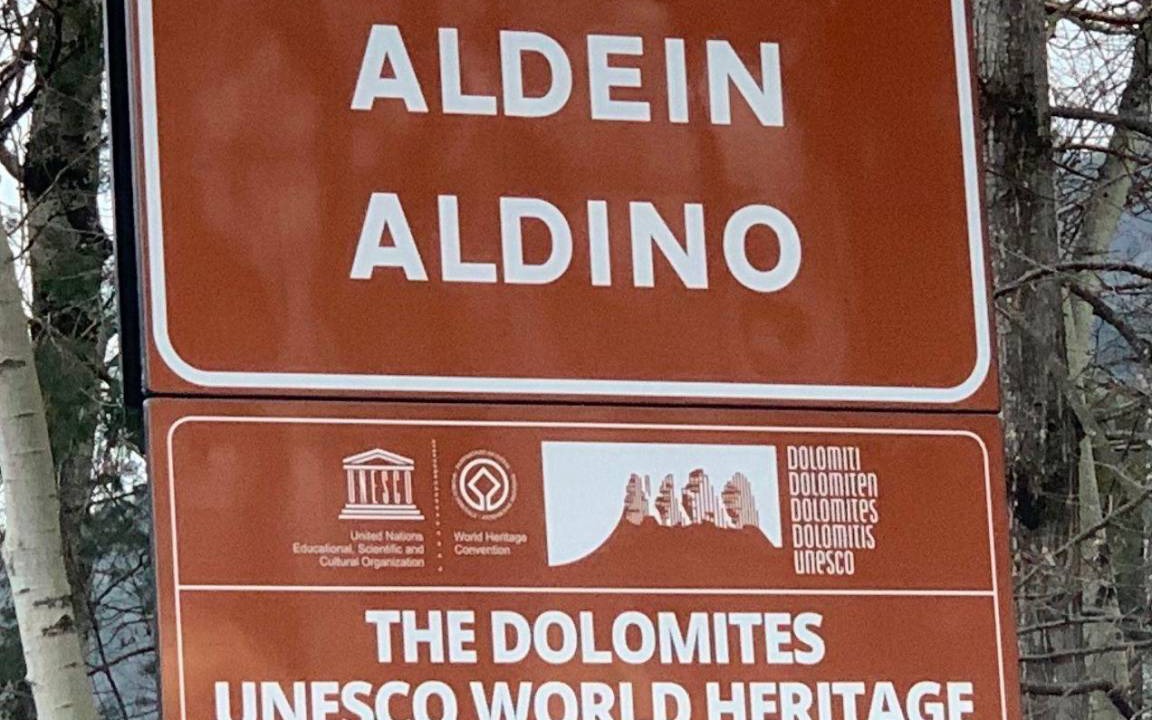 ALDEIN
ALDINO
UNESCO
United Nations
Educational, Scientific and
Cultural Organization
World Heritage
Convention
DOLOMITI
DOLOMITEN
DOLOMITES
DOLOMITIS
UNESCO
THE DOLOMITES
UNESCO WORLD HERITAGE